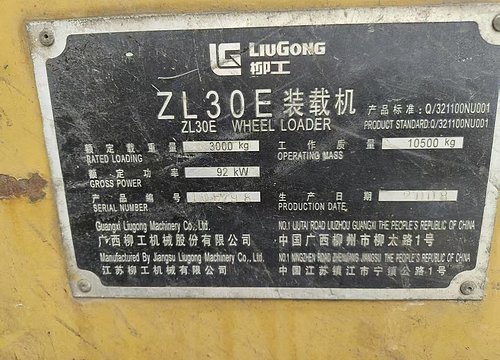 LIUGONG
柳工
ZL30E 装载机 产品标准: Q/321100NU001
ZL30E WHEEL LOADER PRODUCT STANDARD: Q/321100NU001
额定载重量 3000 kg 工作质量 10500 kg
RATED LOADING OPERATING MASS
额定功率 92 kW
GROSS POWER
产品编号 生产日期
SERIAL NUMBER PRODUCTION DATE
Guangxi Liugong Machinery Co., Ltd. NO.1 LIUTAI ROAD LIUZHOU GUANGXI THE PEOPLE'S REPUBLIC OF CHINA
广西柳工机械股份有限公司 中国广西柳州市柳太路1号
Manufactured By Jiangsu Liugong Machinery Co., Ltd. NO.1 NINGZHEN ROAD ZHENJIANG JIANGSU THE PEOPLE'S REPUBLIC OF CHINA
江苏柳工机械有限公司 中国江苏镇江市宁镇公路1号